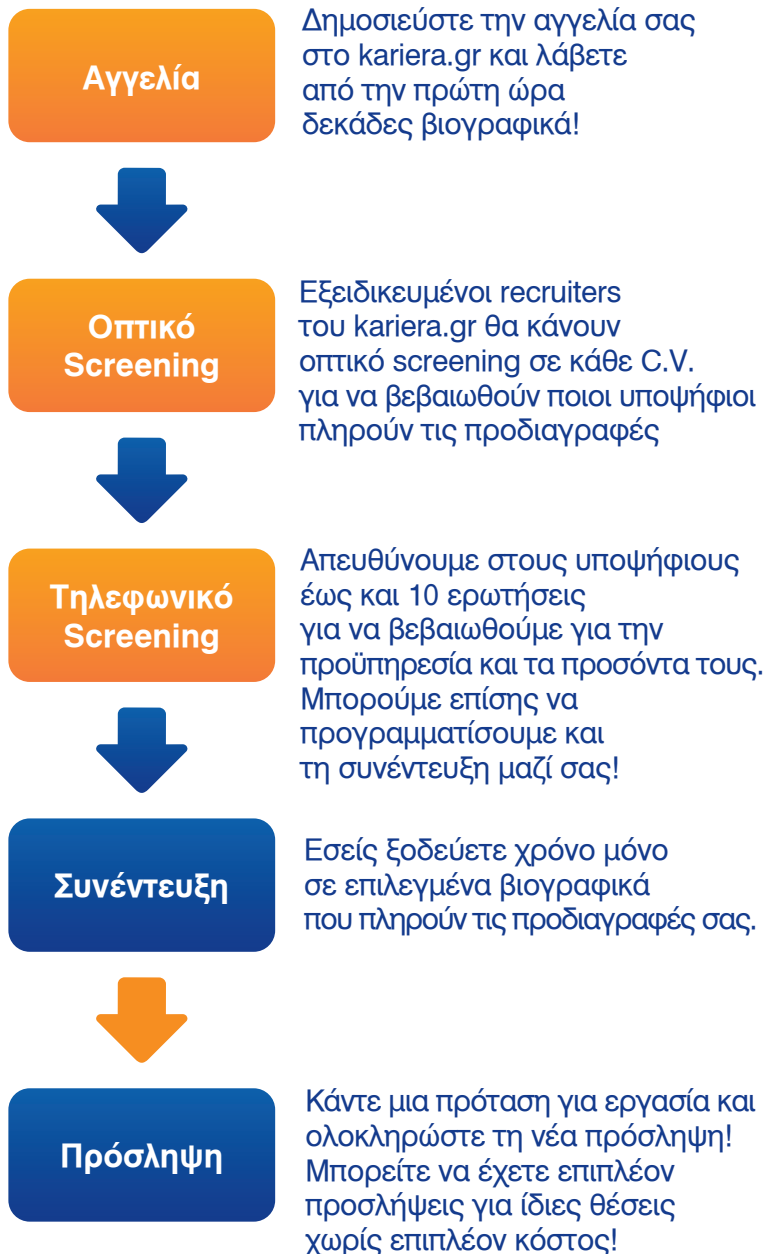 Αγγελία
Δημοσιεύστε την αγγελία σας
στο kariera.gr και λάβετε
από την πρώτη ώρα
δεκάδες βιογραφικά!
Οπτικό
Screening
Εξειδικευμένοι recruiters
του kariera.gr θα κάνουν
οπτικό screening σε κάθε C.V.
για να βεβαιωθούν ποιοι υποψήφιοι
πληρούν τις προδιαγραφές
Τηλεφωνικό
Screening
Απευθύνουμε στους υποψήφιους
έως και 10 ερωτήσεις
για να βεβαιωθούμε για την
προϋπηρεσία και τα προσόντα τους.
Μπορούμε επίσης να
προγραμματίσουμε και
τη συνέντευξη μαζί σας!
Συνέντευξη
Εσείς ξοδεύετε χρόνο μόνο
σε επιλεγμένα βιογραφικά
που πληρούν τις προδιαγραφές σας.
Πρόσληψη
Κάντε μια πρόταση για εργασία και
ολοκληρώστε τη νέα πρόσληψη!
Μπορείτε να έχετε επιπλέον
προσλήψεις για ίδιες θέσεις
χωρίς επιπλέον κόστος!